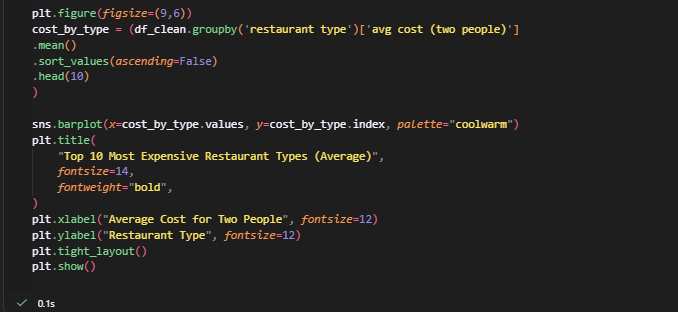 plt.figure(figsize=(9,6))
cost_by_type = (df_clean.groupby('restaurant type')['avg cost (two people)']
.mean()
.sort_values(ascending=False)
.head(10)
)

sns.barplot(x=cost_by_type.values, y=cost_by_type.index, palette="coolwarm")
plt.title(
    "Top 10 Most Expensive Restaurant Types (Average)",
    fontsize=14,
    fontweight="bold",
)
plt.xlabel("Average Cost for Two People", fontsize=12)
plt.ylabel("Restaurant Type", fontsize=12)
plt.tight_layout()
plt.show()
0.1s